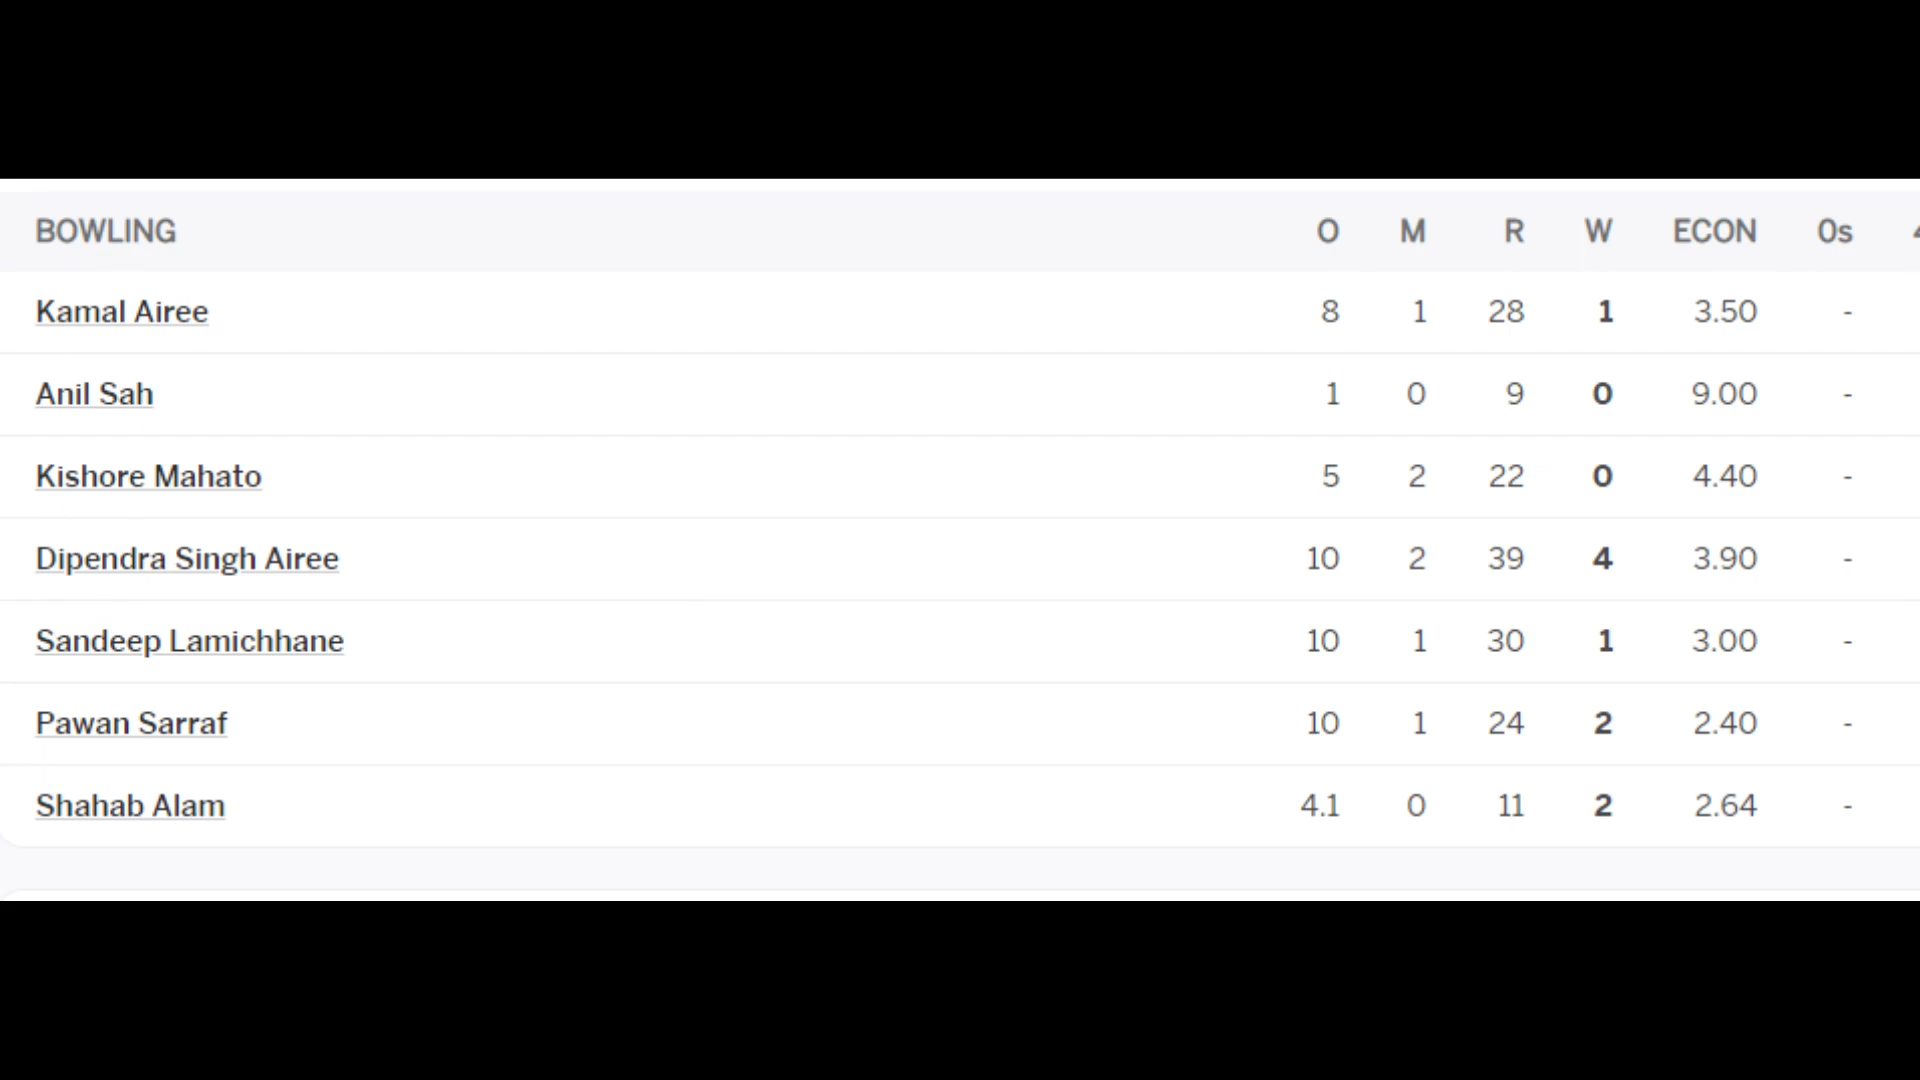 BOWLING O M R W ECON 0s
Kamal Airee 8 1 28 1 3.50 -
Anil Sah 1 0 9 0 9.00 -
Kishore Mahato 5 2 22 0 4.40 -
Dipendra Singh Airee 10 2 39 4 3.90 -
Sandeep Lamichhane 10 1 30 1 3.00 -
Pawan Sarraf 10 1 24 2 2.40 -
Shahab Alam 4.1 0 11 2 2.64 -